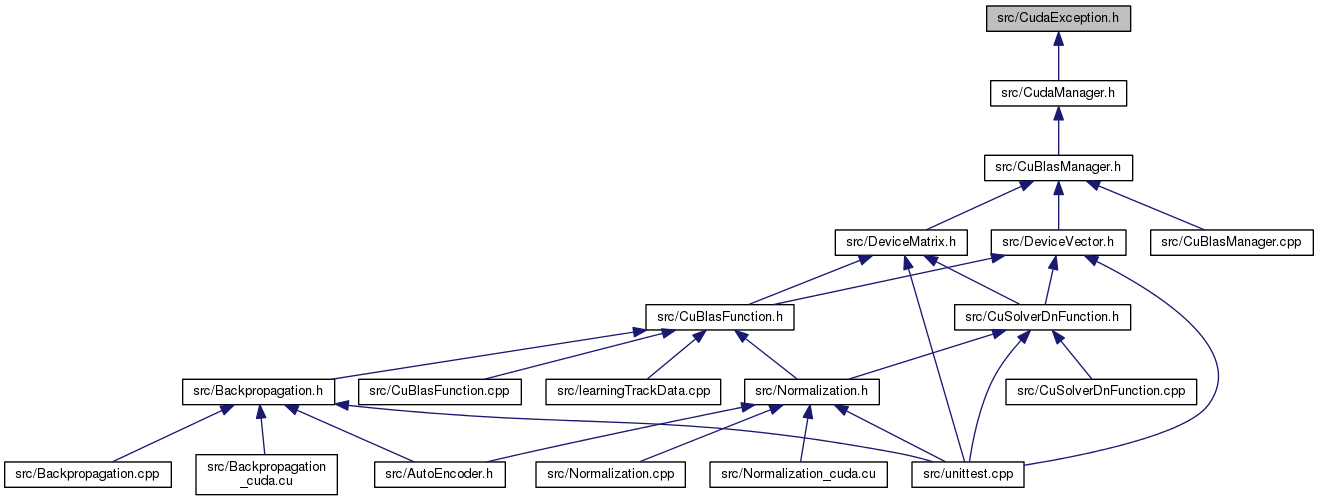 src/CudaException.h
src/CudaManager.h
src/CuBlasManager.h
src/DeviceMatrix.h
src/DeviceVector.h
src/CuBlasManager.cpp
src/CuBlasFunction.h
src/CuSolverDnFunction.h
src/Backpropagation.h
src/CuBlasFunction.cpp
src/learningTrackData.cpp
src/Normalization.h
src/CuSolverDnFunction.cpp
src/Backpropagation.cpp
src/Backpropagation
_cuda.cu
src/AutoEncoder.h
src/Normalization.cpp
src/Normalization_cuda.cu
src/unittest.cpp